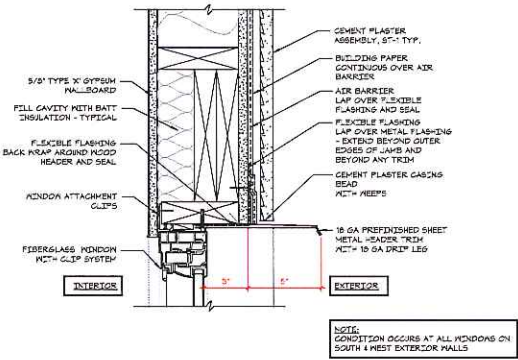 CEMENT PLASTER
ASSEMBLY, ST-1 TYP.
BUILDING PAPER
CONTINUOUS OVER AIR
BARRIER
5/8" TYPE 'X' GYPSUM
WALLBOARD
AIR BARRIER
LAP OVER FLEXIBLE
FLASHING AND SEAL
FILL CAVITY WITH BATT
INSULATION - TYPICAL
FLEXIBLE FLASHING
LAP OVER METAL FLASHING
- EXTEND BEYOND OUTER
EDGES OF JAMB AND
BEYOND ANY TRIM
FLEXIBLE FLASHING
BACK WRAP AROUND WOOD
HEADER AND SEAL
CEMENT PLASTER CASING
BEAD
WITH WEEPS
WINDOW ATTACHMENT
CLIPS
18 GA PREFINISHED SHEET
METAL HEADER TRIM
WITH 18 GA DRIP LEG
FIBERGLASS WINDOW
WITH CLIP SYSTEM
INTERIOR
EXTERIOR
NOTE:
CONDITION OCCURS AT ALL WINDOWS ON
SOUTH & WEST EXTERIOR WALLS